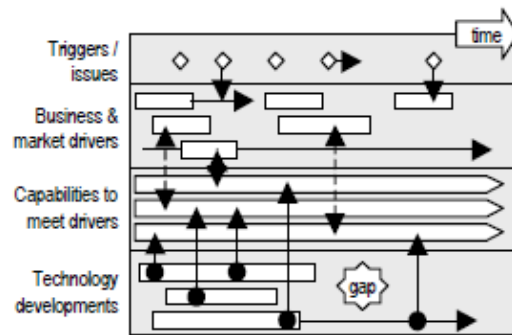 time
Triggers /
issues
Business &
market drivers
Capabilities to
meet drivers
Technology
developments
gap